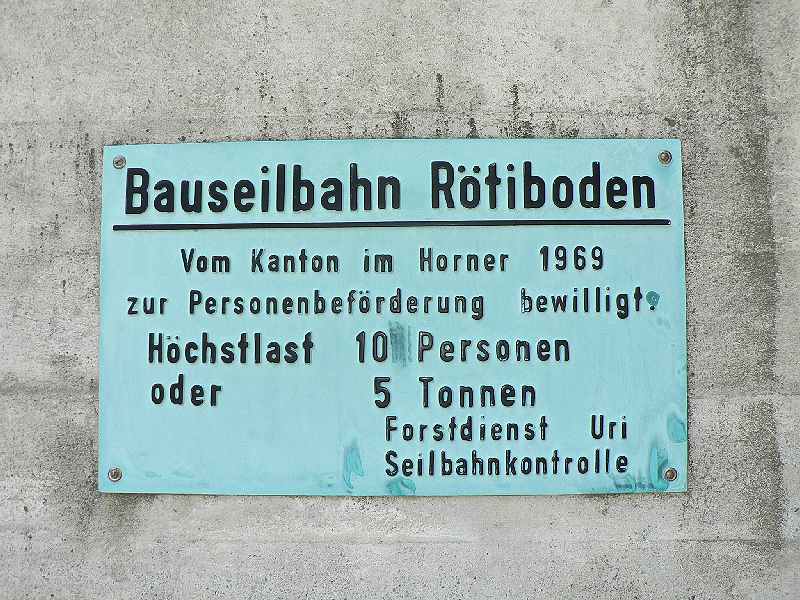 Bauseilbahn Rötiboden
Vom Kanton im Horner 1969
zur Personenbeförderung bewilligt.
Höchstlast 10 Personen
oder 5 Tonnen
Forstdienst Uri
Seilbahnkontrolle